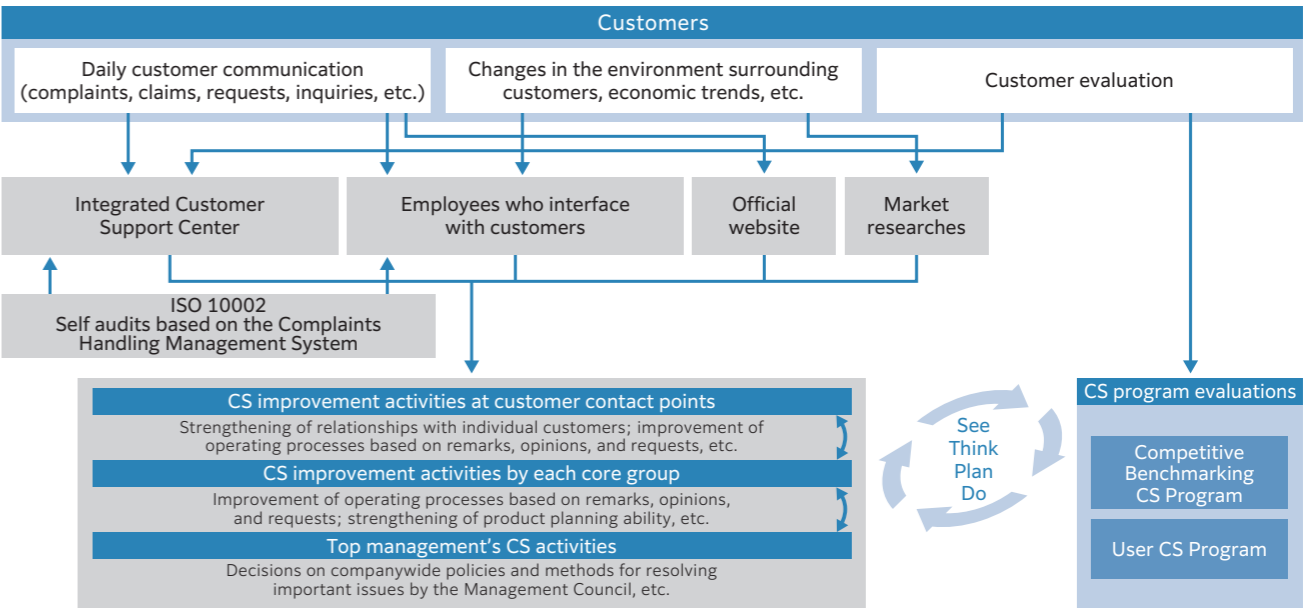 Customers
Daily customer communication
(complaints, claims, requests, inquiries, etc.)
Changes in the environment surrounding
customers, economic trends, etc.
Customer evaluation
Integrated Customer
Support Center
Employees who interface
with customers
Official
website
Market
researches
ISO 10002
Self audits based on the Complaints
Handling Management System
CS improvement activities at customer contact points
Strengthening of relationships with individual customers; improvement of
operating processes based on remarks, opinions, and requests, etc.
CS improvement activities by each core group
Improvement of operating processes based on remarks, opinions,
and requests; strengthening of product planning ability, etc.
Top management’s CS activities
Decisions on companywide policies and methods for resolving
important issues by the Management Council, etc.
See
Think
Plan
Do
CS program evaluations
Competitive
Benchmarking
CS Program
User CS Program